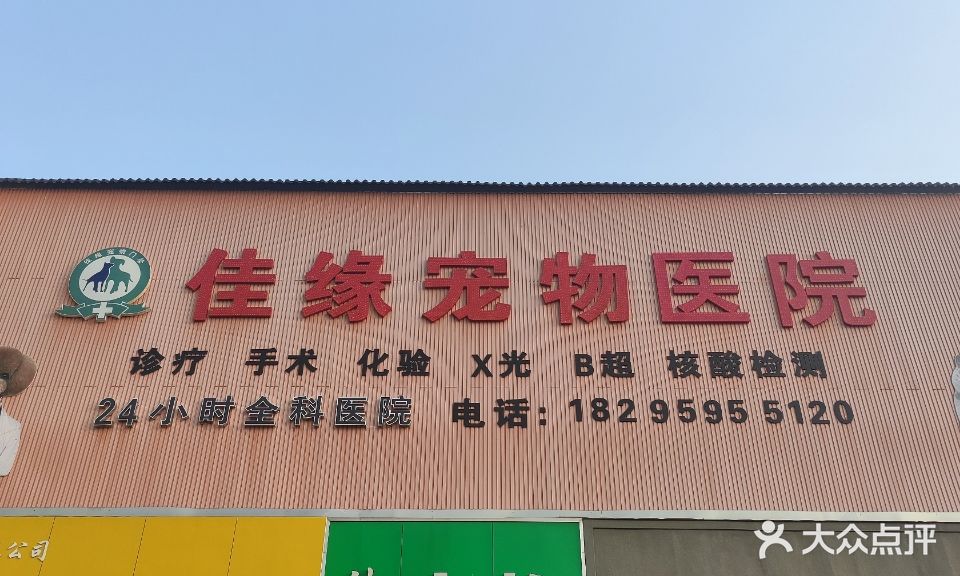 佳缘宠物医院
诊疗 手术 化验 X光 B超 核酸检测
24小时全科医院 电话：182 9595 5120
公司
大众点评